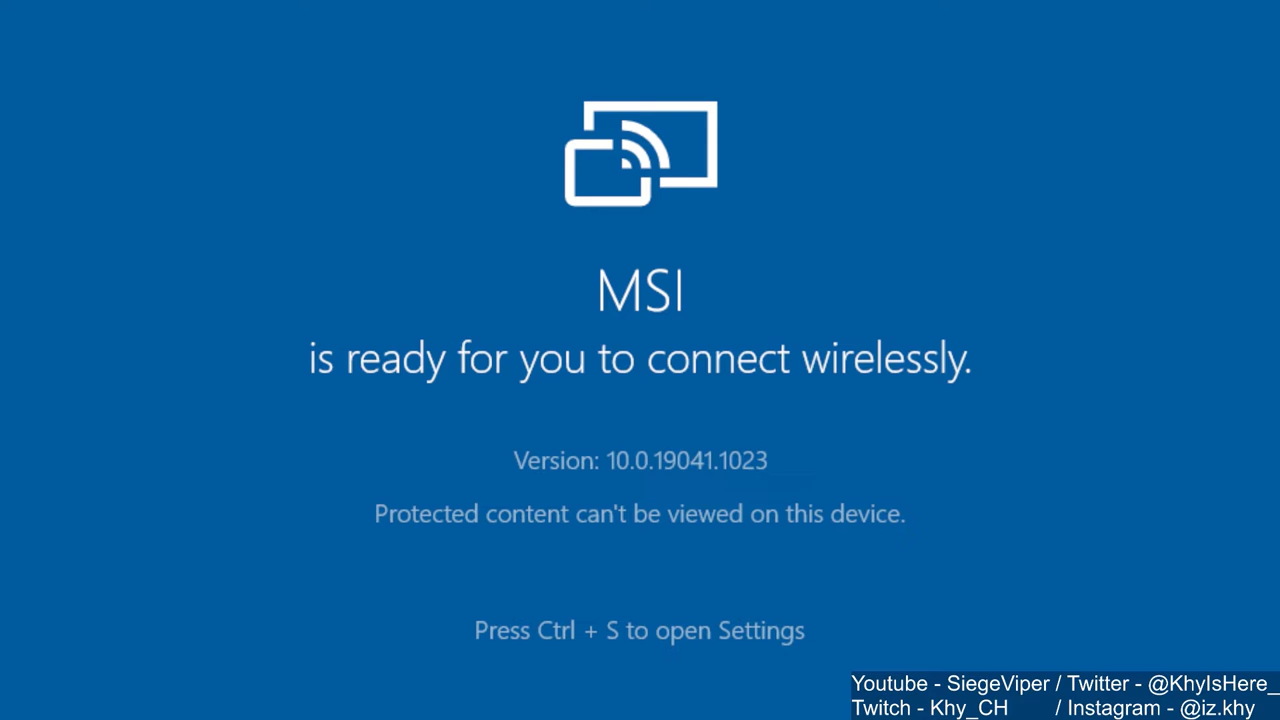 MSI
is ready for you to connect wirelessly.
Version: 10.0.19041.1023
Protected content can't be viewed on this device.
Press Ctrl + S to open Settings
Youtube - SiegeViper / Twitter - @KhyIsHere_
Twitch - Khy_CH / Instagram - @iz.khy